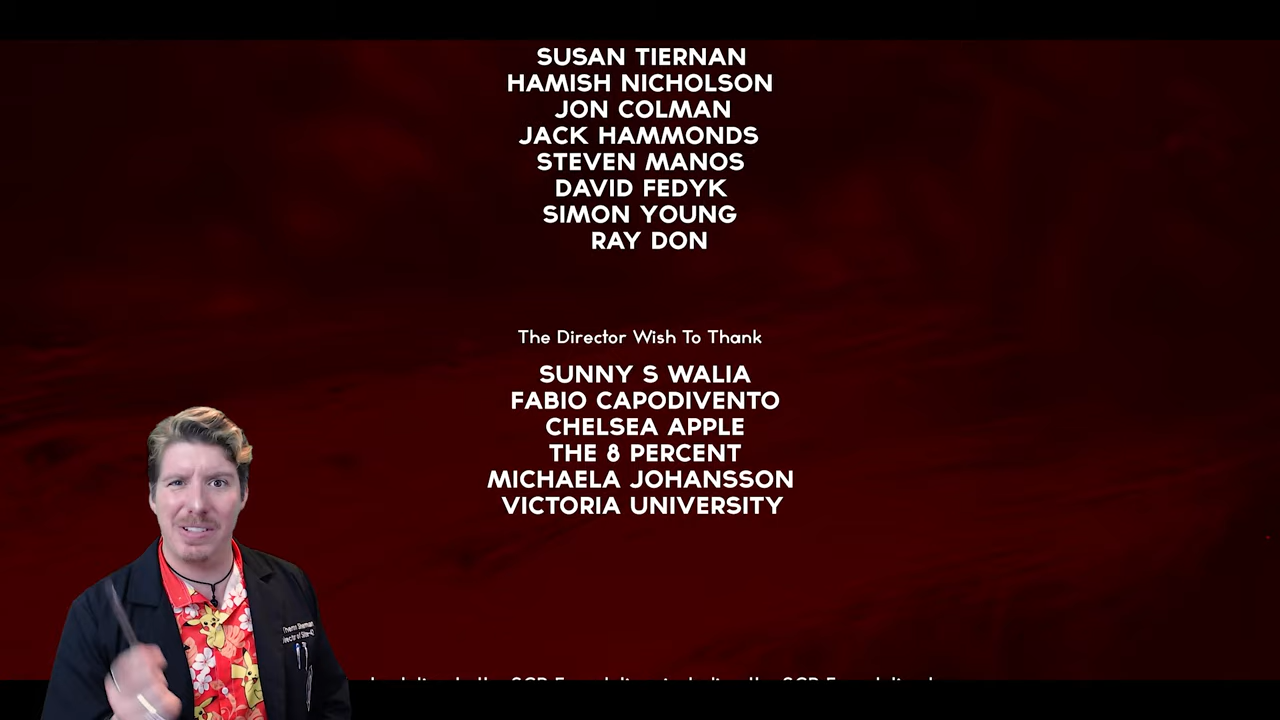 SUSAN TIERNAN
HAMISH NICHOLSON
JON COLMAN
JACK HAMMONDS
STEVEN MANOS
DAVID FEDYK
SIMON YOUNG
RAY DON
The Director Wish To Thank
SUNNY S WALIA
FABIO CAPODIVENTO
CHELSEA APPLE
THE 8 PERCENT
MICHAELA JOHANSSON
VICTORIA UNIVERSITY